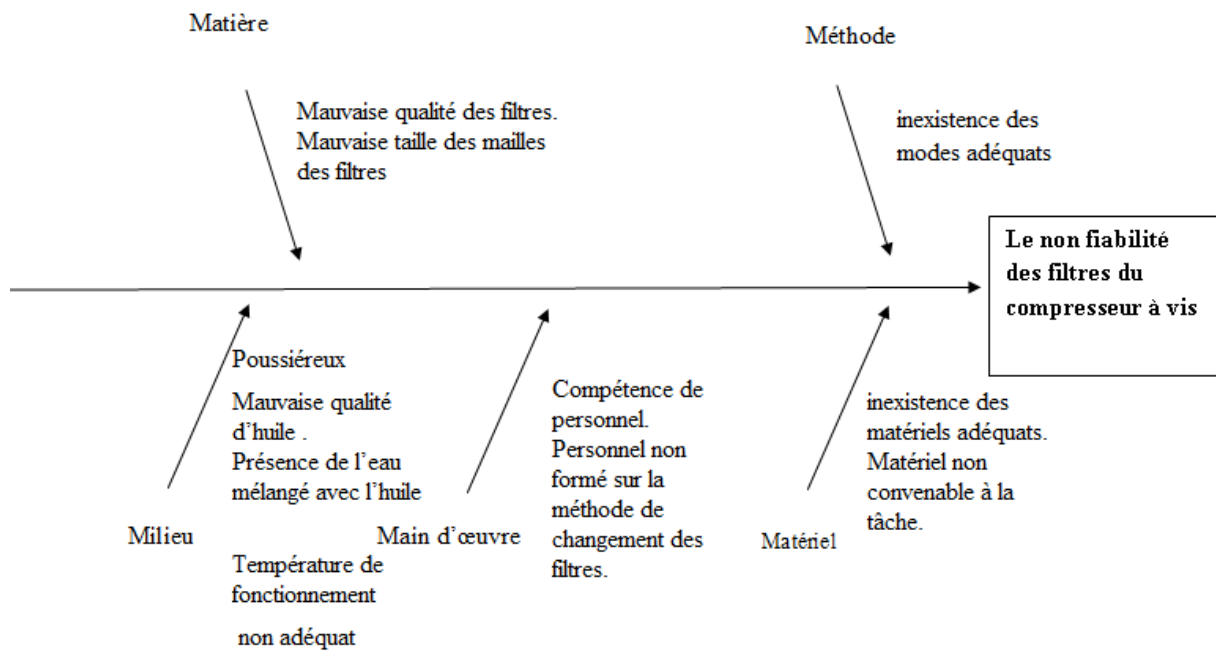 Matière
Méthode
Mauvaise qualité des filtres.
Mauvaise taille des mailles
des filtres
inexistence des
modes adéquats
Le non fiabilité
des filtres du
compresseur à vis
Poussiéreux
Mauvaise qualité
d’huile .
Présence de l’eau
mélangé avec l’huile
Milieu
Température de
fonctionnement
non adéquat
Main d’œuvre
Compétence de
personnel.
Personnel non
formé sur la
méthode de
changement des
filtres.
Matériel
inexistence des
matériels adéquats.
Matériel non
convenable à la
tâche.